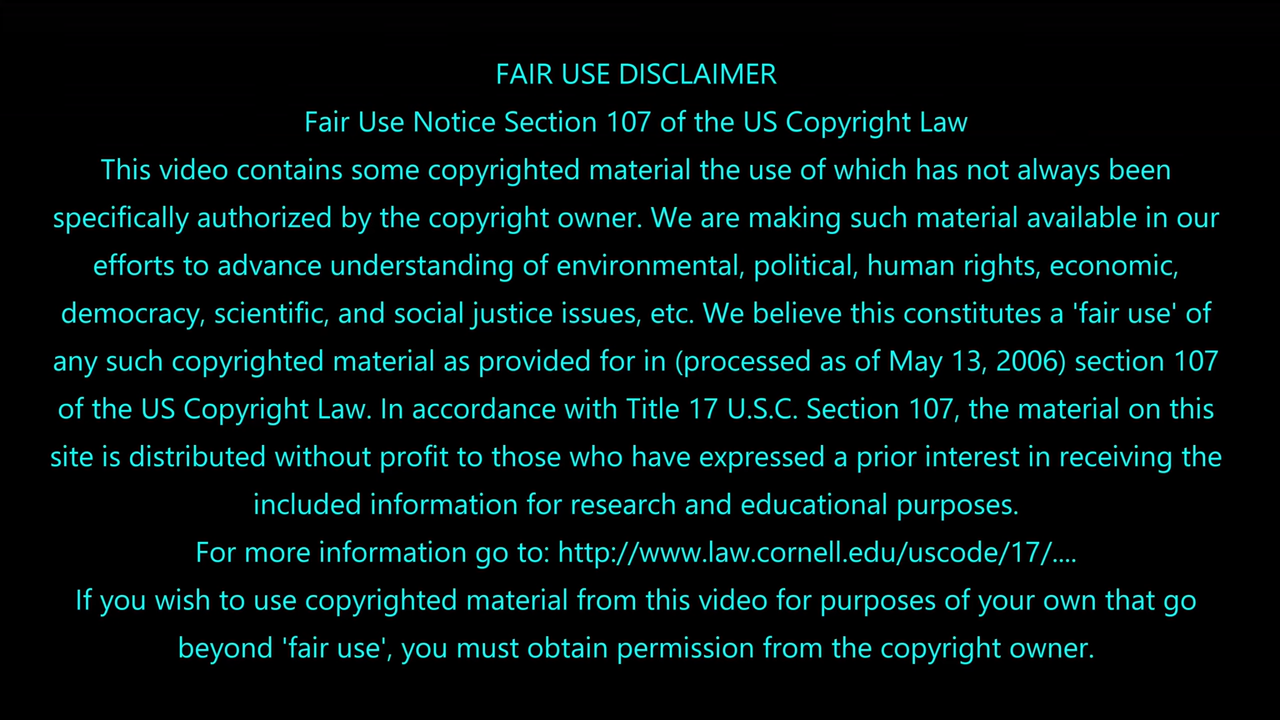 FAIR USE DISCLAIMER
Fair Use Notice Section 107 of the US Copyright Law
This video contains some copyrighted material the use of which has not always been
specifically authorized by the copyright owner. We are making such material available in our
efforts to advance understanding of environmental, political, human rights, economic,
democracy, scientific, and social justice issues, etc. We believe this constitutes a 'fair use' of
any such copyrighted material as provided for in (processed as of May 13, 2006) section 107
of the US Copyright Law. In accordance with Title 17 U.S.C. Section 107, the material on this
site is distributed without profit to those who have expressed a prior interest in receiving the
included information for research and educational purposes.
For more information go to: http://www.law.cornell.edu/uscode/17/....
If you wish to use copyrighted material from this video for purposes of your own that go
beyond 'fair use', you must obtain permission from the copyright owner.